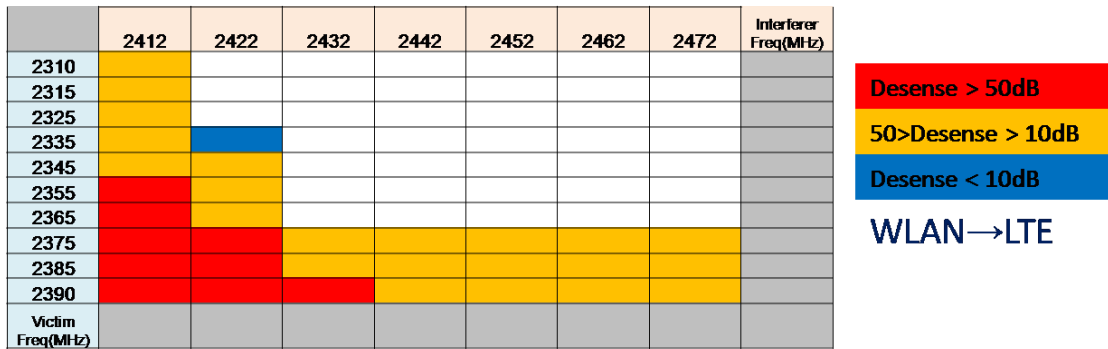 2412 2422 2432 2442 2452 2462 2472 Interferer
Freq(MHz)
2310
2315
2325
2335
2345
2355
2365
2375
2385
2390
Victim
Freq(MHz)
Desense > 50dB
50>Desense > 10dB
Desense < 10dB
WLAN→LTE